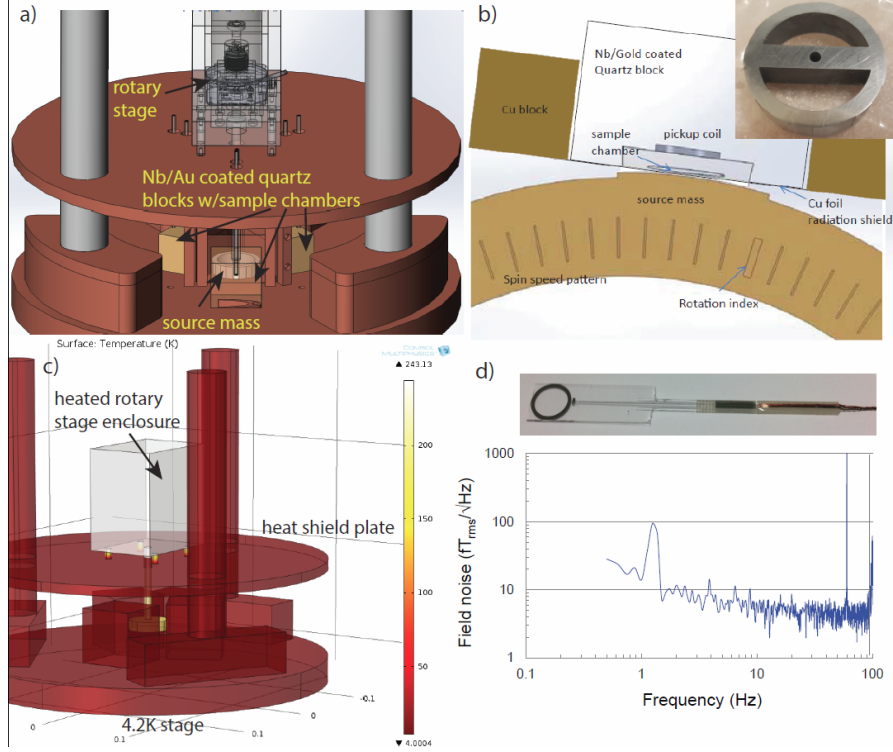 a)
rotary
stage
Nb/Au coated quartz
blocks w/sample chambers
source mass
b)
Nb/Gold coated
Quartz block
Cu block
sample
chamber
pickup coil
Cu foil
radiation shield
source mass
Spin speed pattern
Rotation index
Surface: Temperature (K)
c)
COMSOL
MULTIPHYSICS
▲ 243.13
heated rotary
stage enclosure
200
150
heat shield plate
100
50
-0.1
0
0
0.1
0.1
4.2K stage
▼ 4.0004
d)
Field noise (fTrms/√Hz)
1000
100
10
1
0.1
1
10
100
Frequency (Hz)